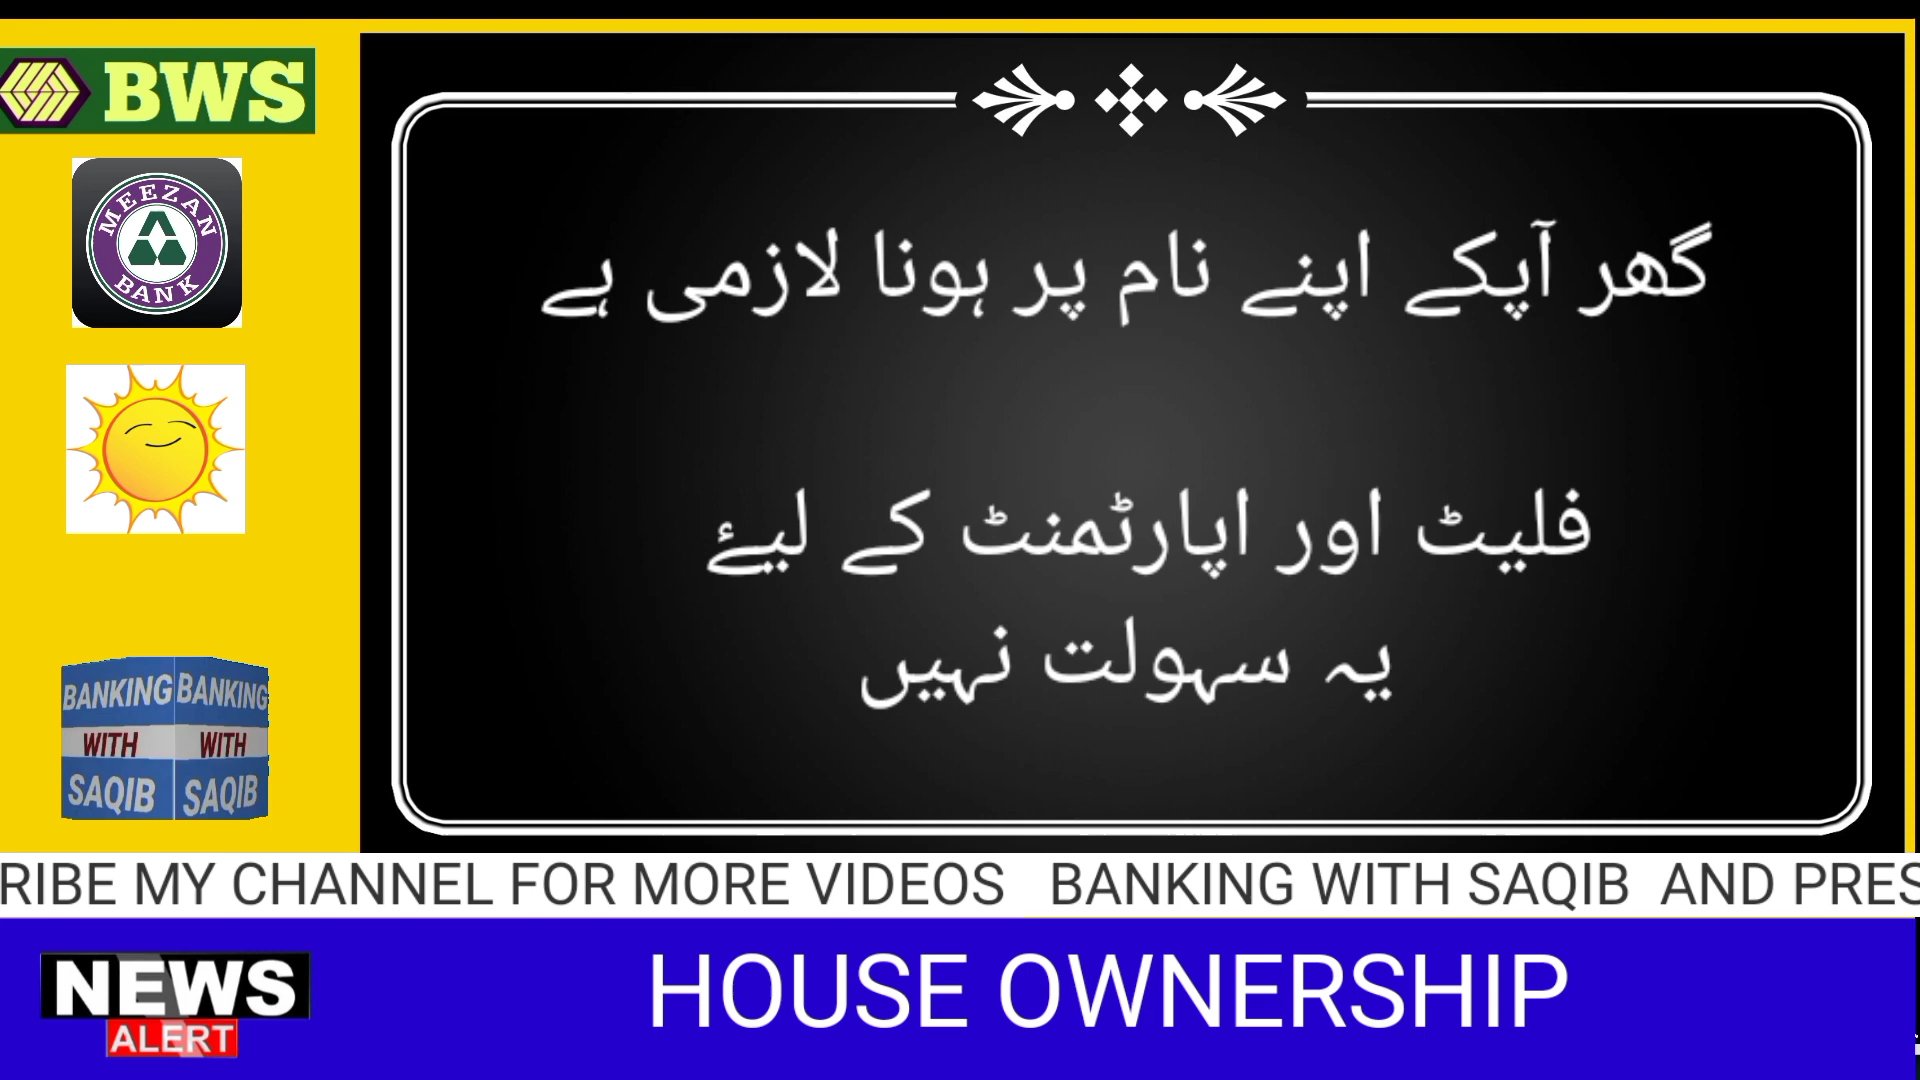 BWS
MEEZAN
BANK
گھر آپکے اپنے نام پر ہونا لازمی ہے
فلیٹ اور اپارٹمنٹ کے لیۓ
یہ سہولت نہیں
BANKING BANKING
WITH WITH
SAQIB SAQIB
RIBE MY CHANNEL FOR MORE VIDEOS BANKING WITH SAQIB AND PRES
NEWS
ALERT
HOUSE OWNERSHIP